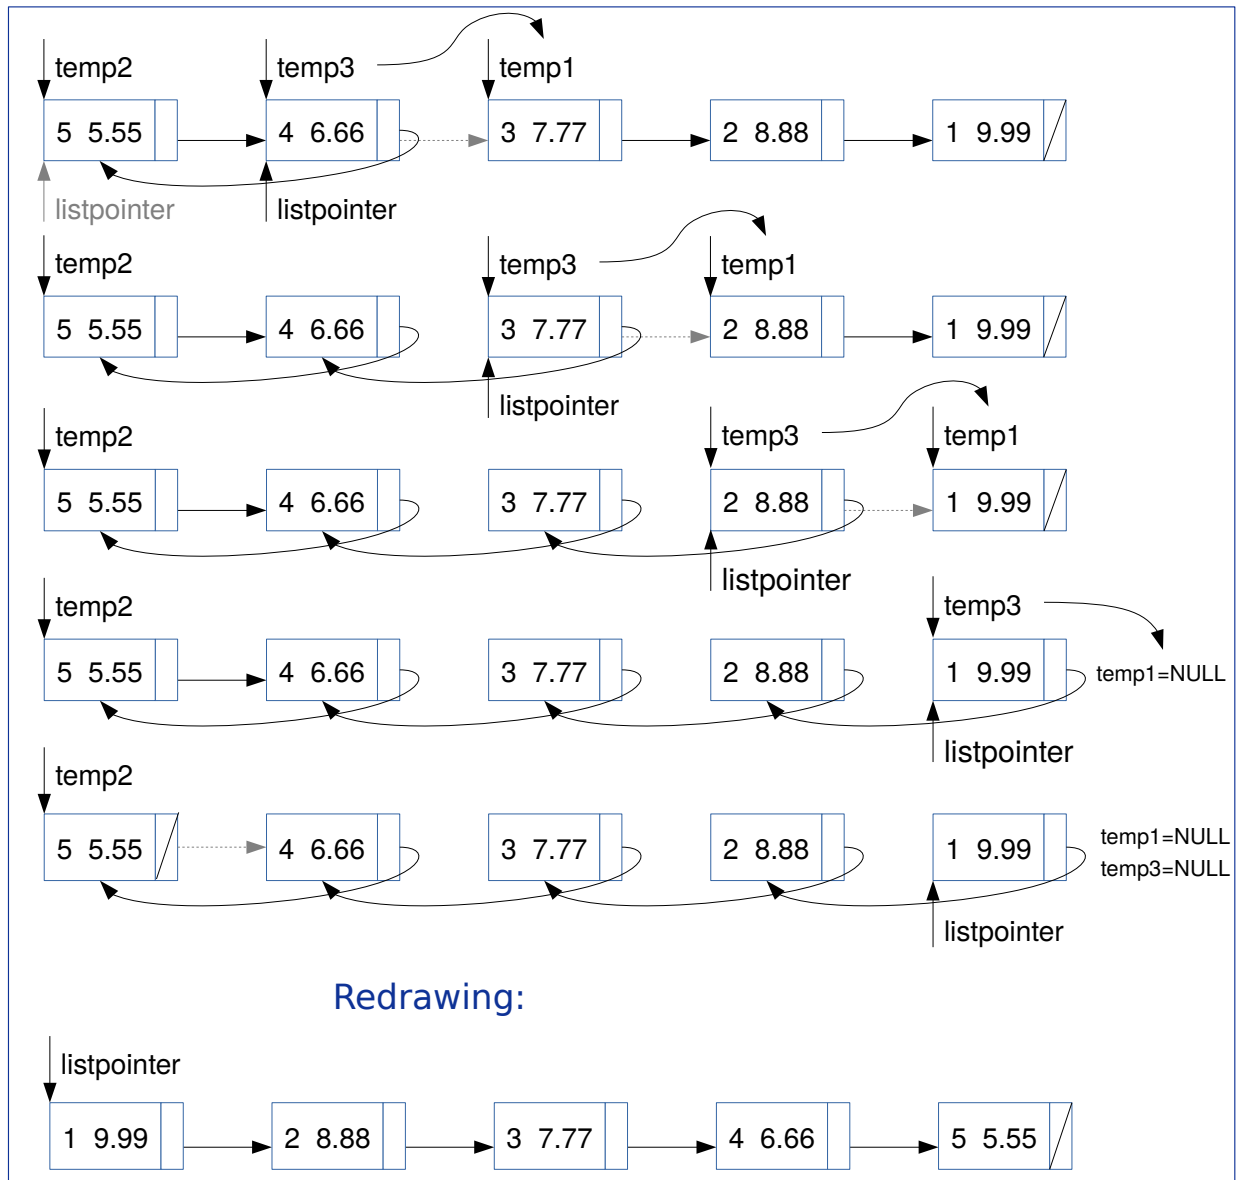 temp2 temp3 temp1
5 5.55 4 6.66 3 7.77 2 8.88 1 9.99
listpointer listpointer
temp2 temp3 temp1
5 5.55 4 6.66 3 7.77 2 8.88 1 9.99
listpointer
temp2 temp3 temp1
5 5.55 4 6.66 3 7.77 2 8.88 1 9.99
listpointer
temp2 temp3
5 5.55 4 6.66 3 7.77 2 8.88 1 9.99 temp1=NULL
listpointer
temp2
5 5.55 4 6.66 3 7.77 2 8.88 1 9.99 temp1=NULL
temp3=NULL
listpointer
Redrawing:
listpointer
1 9.99 2 8.88 3 7.77 4 6.66 5 5.55